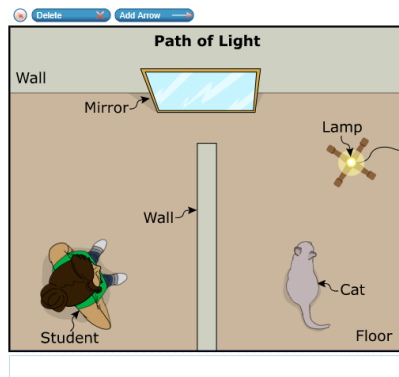 Delete
Add Arrow
Path of Light
Wall
Mirror
Lamp
Wall
Cat
Student
Floor